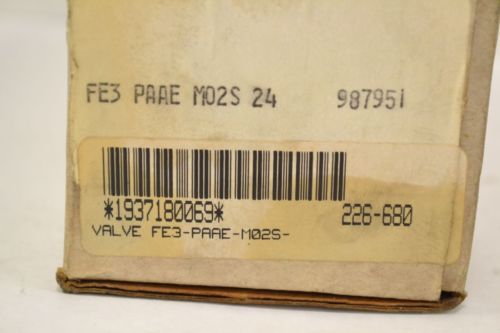 FE3 PAAE M02S 24 987951
*1937180069* 226-680
VALVE FE3-PAAE-M02S-